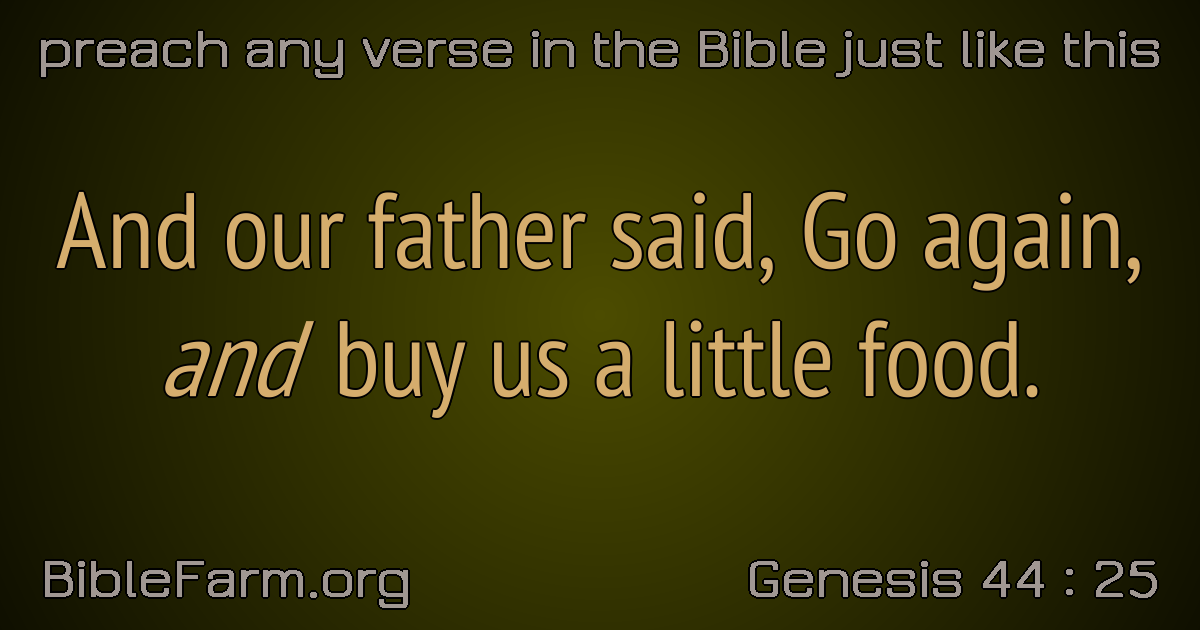 preach any verse in the Bible just like this
And our father said, Go again,
and buy us a little food.
BibleFarm.org
Genesis 44 : 25